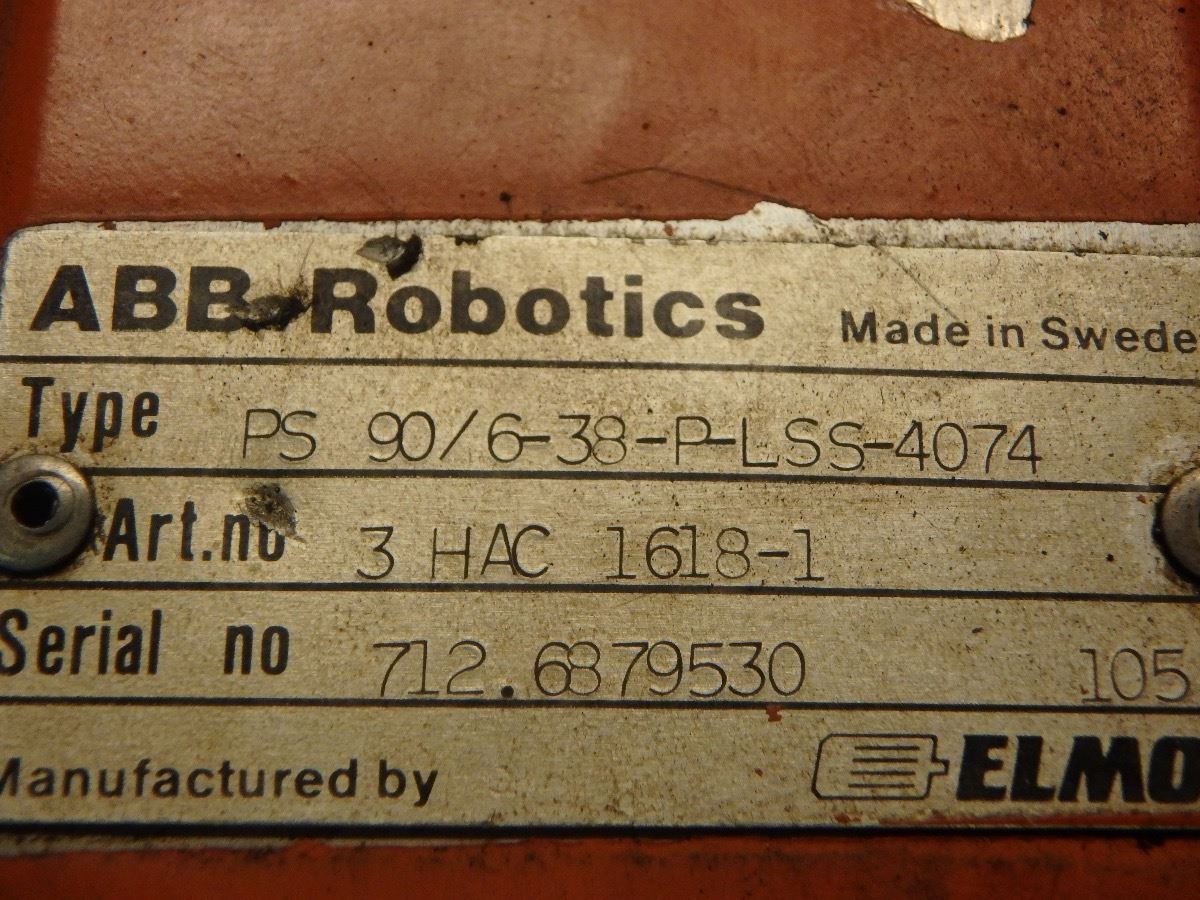 ABB Robotics Made in Swede
Type PS 90/6-38-P-LSS-4074
Art.no 3 HAC 1618-1
Serial no 712.6879530 105
Manufactured by ELMO